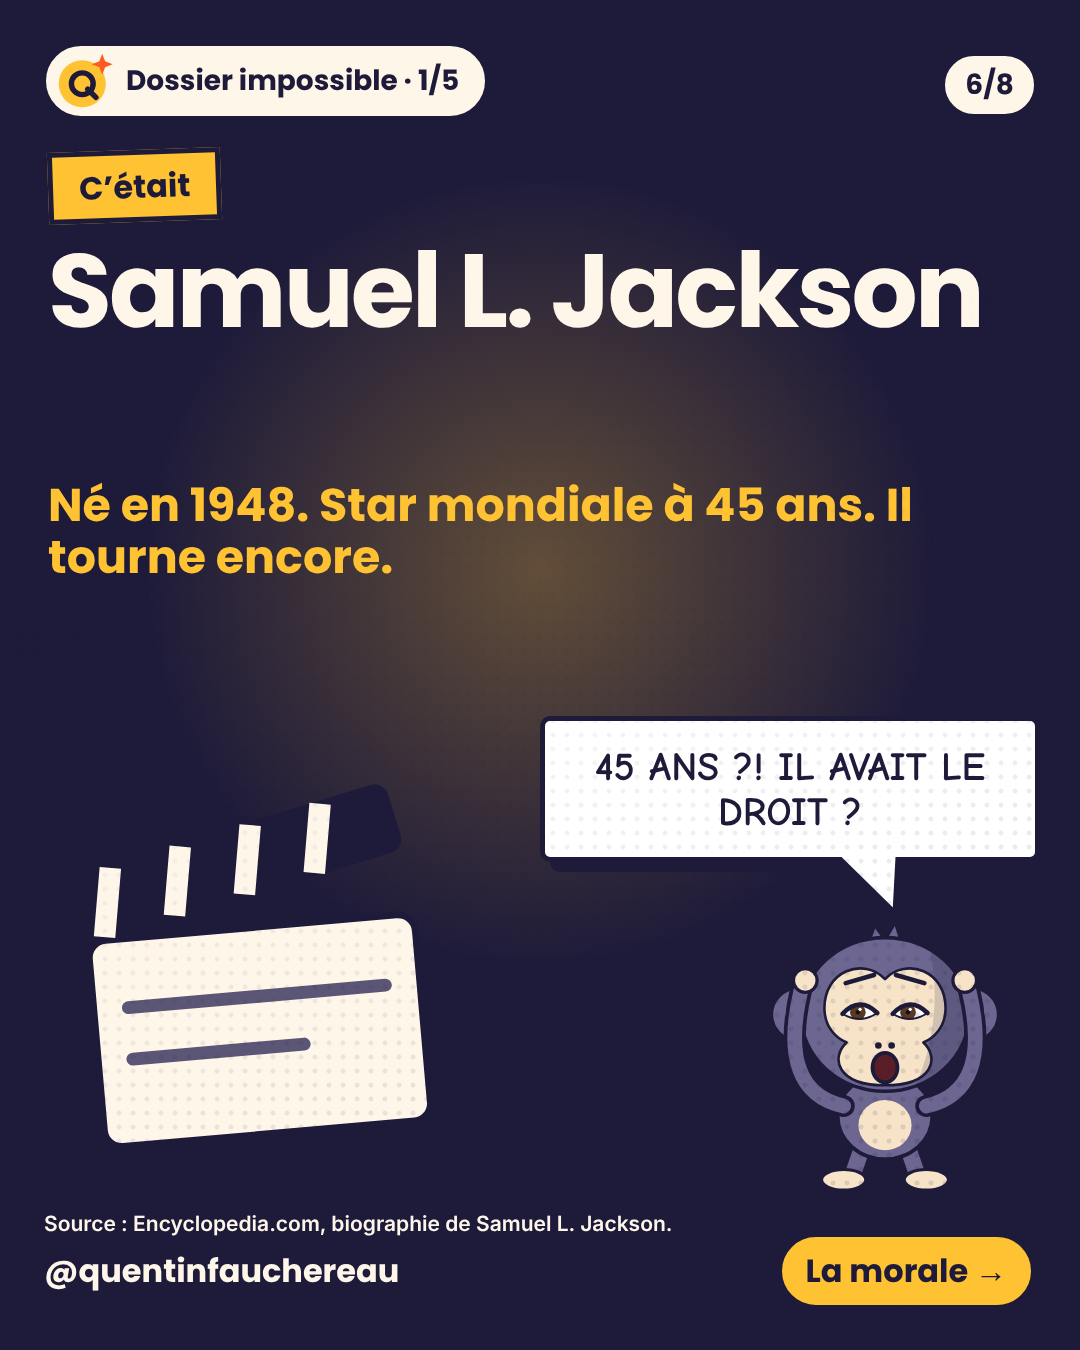 Q Dossier impossible · 1/5
6/8
C’était
Samuel L. Jackson
Né en 1948. Star mondiale à 45 ans. Il
tourne encore.
45 ANS ?! IL AVAIT LE
DROIT ?
Source : Encyclopedia.com, biographie de Samuel L. Jackson.
@quentinfauchereau
La morale →